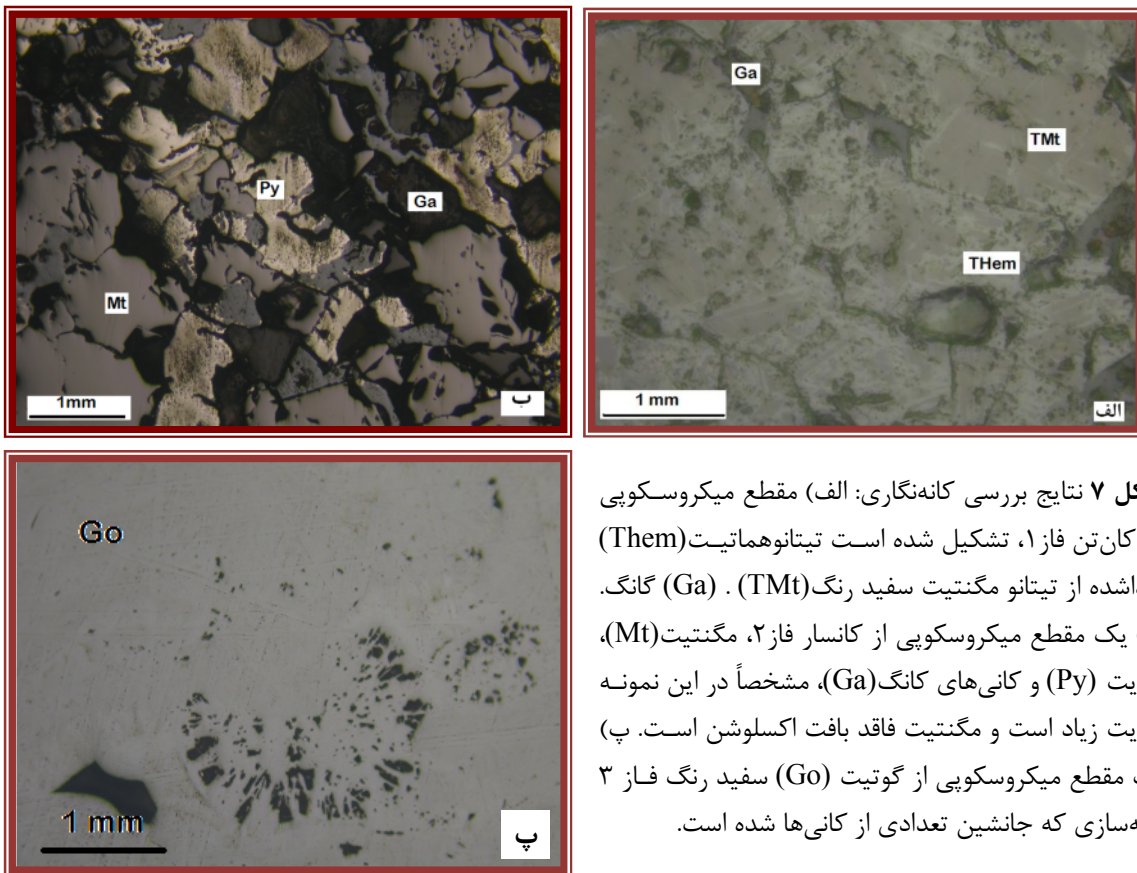 Ga
TMt
THem
1 mm
الف
Py
Ga
Mt
1mm
ب
Go
1 mm
پ
کل ۷ نتایج بررسی کانه‌نگاری: الف) مقطع میکروسکوپی
کان‌تن فاز۱، تشکیل شده است تیتانوهماتیت(Them)
اشده از تیتانو مگنتیت سفید رنگ(TMt) . (Ga) گانگ.
یک مقطع میکروسکوپی از کانسار فاز۲، مگنتیت(Mt)،
یت (Py) و کانی‌های کانگ(Ga)، مشخصاً در این نمونه
یت زیاد است و مگنتیت فاقد بافت اکسلوشن است. پ)
مقطع میکروسکوپی از گوتیت (Go) سفید رنگ فاز ۳
ه‌سازی که جانشین تعدادی از کانی‌ها شده است.